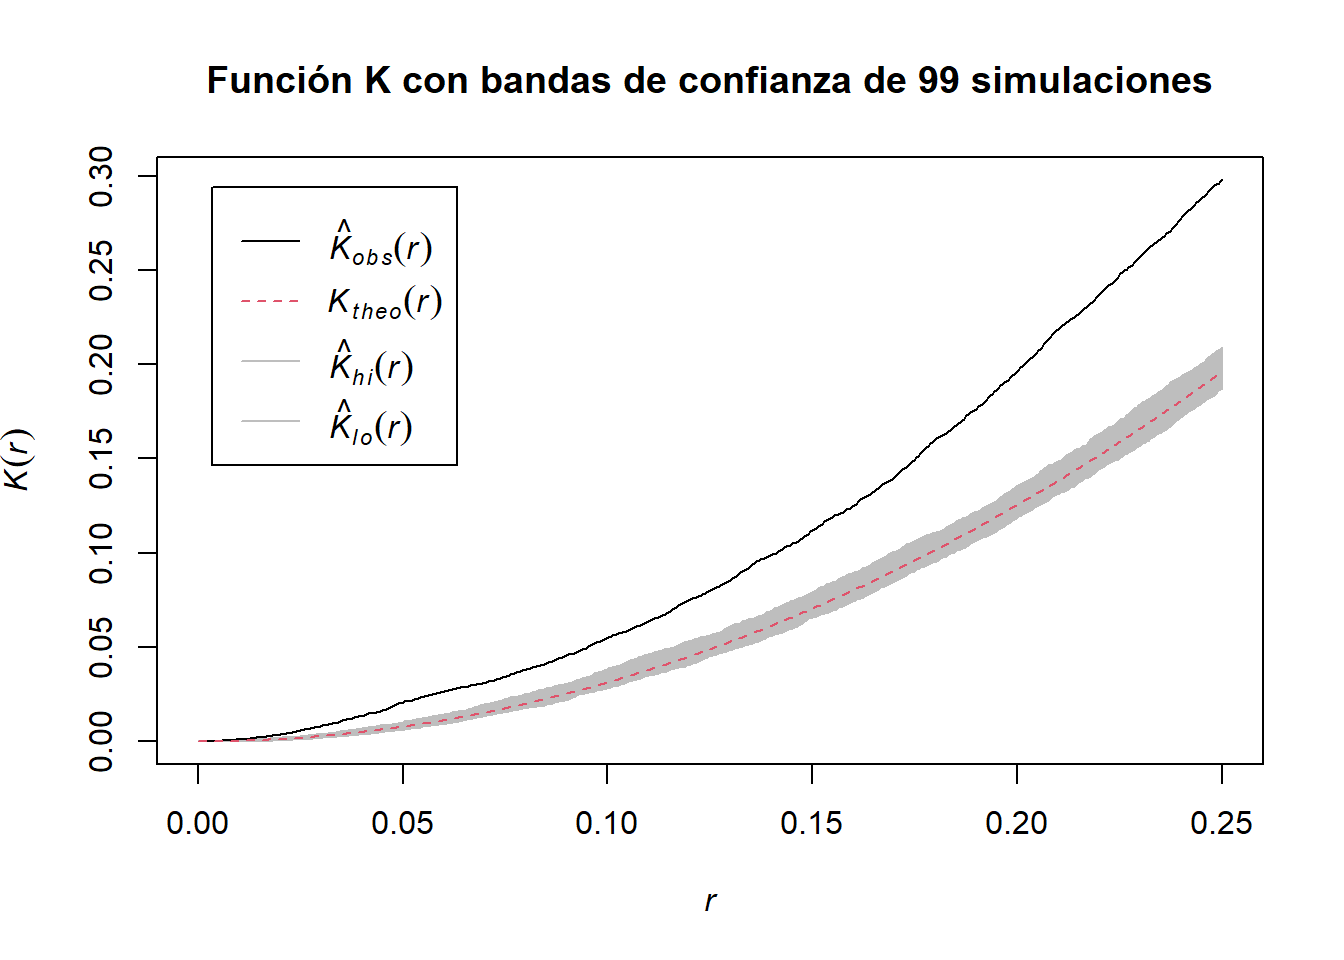 Función K con bandas de confianza de 99 simulaciones
K̂obs(r)
Ktheo(r)
K̂hi(r)
K̂lo(r)
K(r)
0.30
0.25
0.20
0.15
0.10
0.05
0.00
0.00 0.05 0.10 0.15 0.20 0.25
r